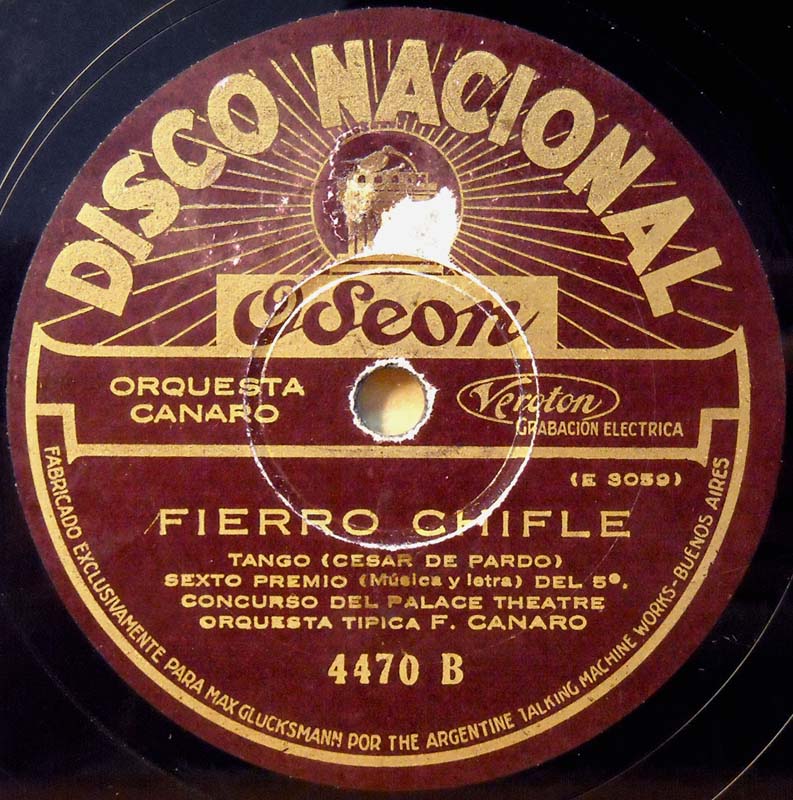 DISCO NACIONAL
Odeon
ORQUESTA
CANARO
Veroton
GRABACIÓN ELECTRICA
(E 3059)
FIERRO CHIFLE
TANGO (CESAR DE PARDO)
SEXTO PREMIO (Música y letra) DEL 5º.
CONCURSO DEL PALACE THEATRE
ORQUESTA TIPICA F. CANARO
4470 B
FABRICADO EXCLUSIVAMENTE PARA MAX GLUCKSMANN POR THE ARGENTINE TALKING MACHINE WORKS-BUENOS AIRES